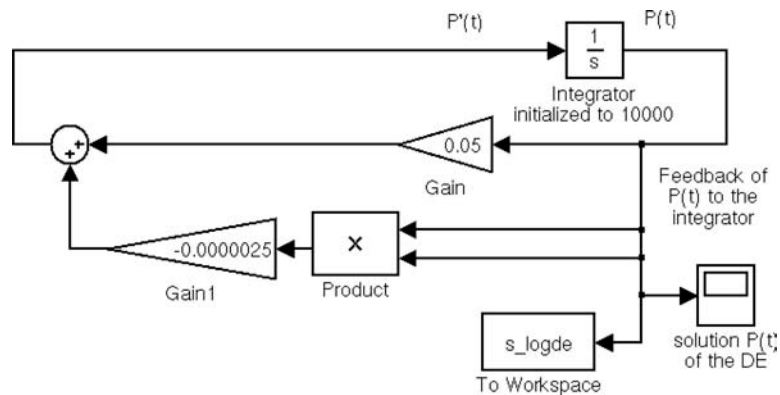 P'(t)
P(t)
1
s
Integrator
initialized to 10000
0.05
Gain
Feedback of
P(t) to the
integrator
-0.0000025
Gain1
X
Product
s_logde
To Workspace
solution P(t)
of the DE
++